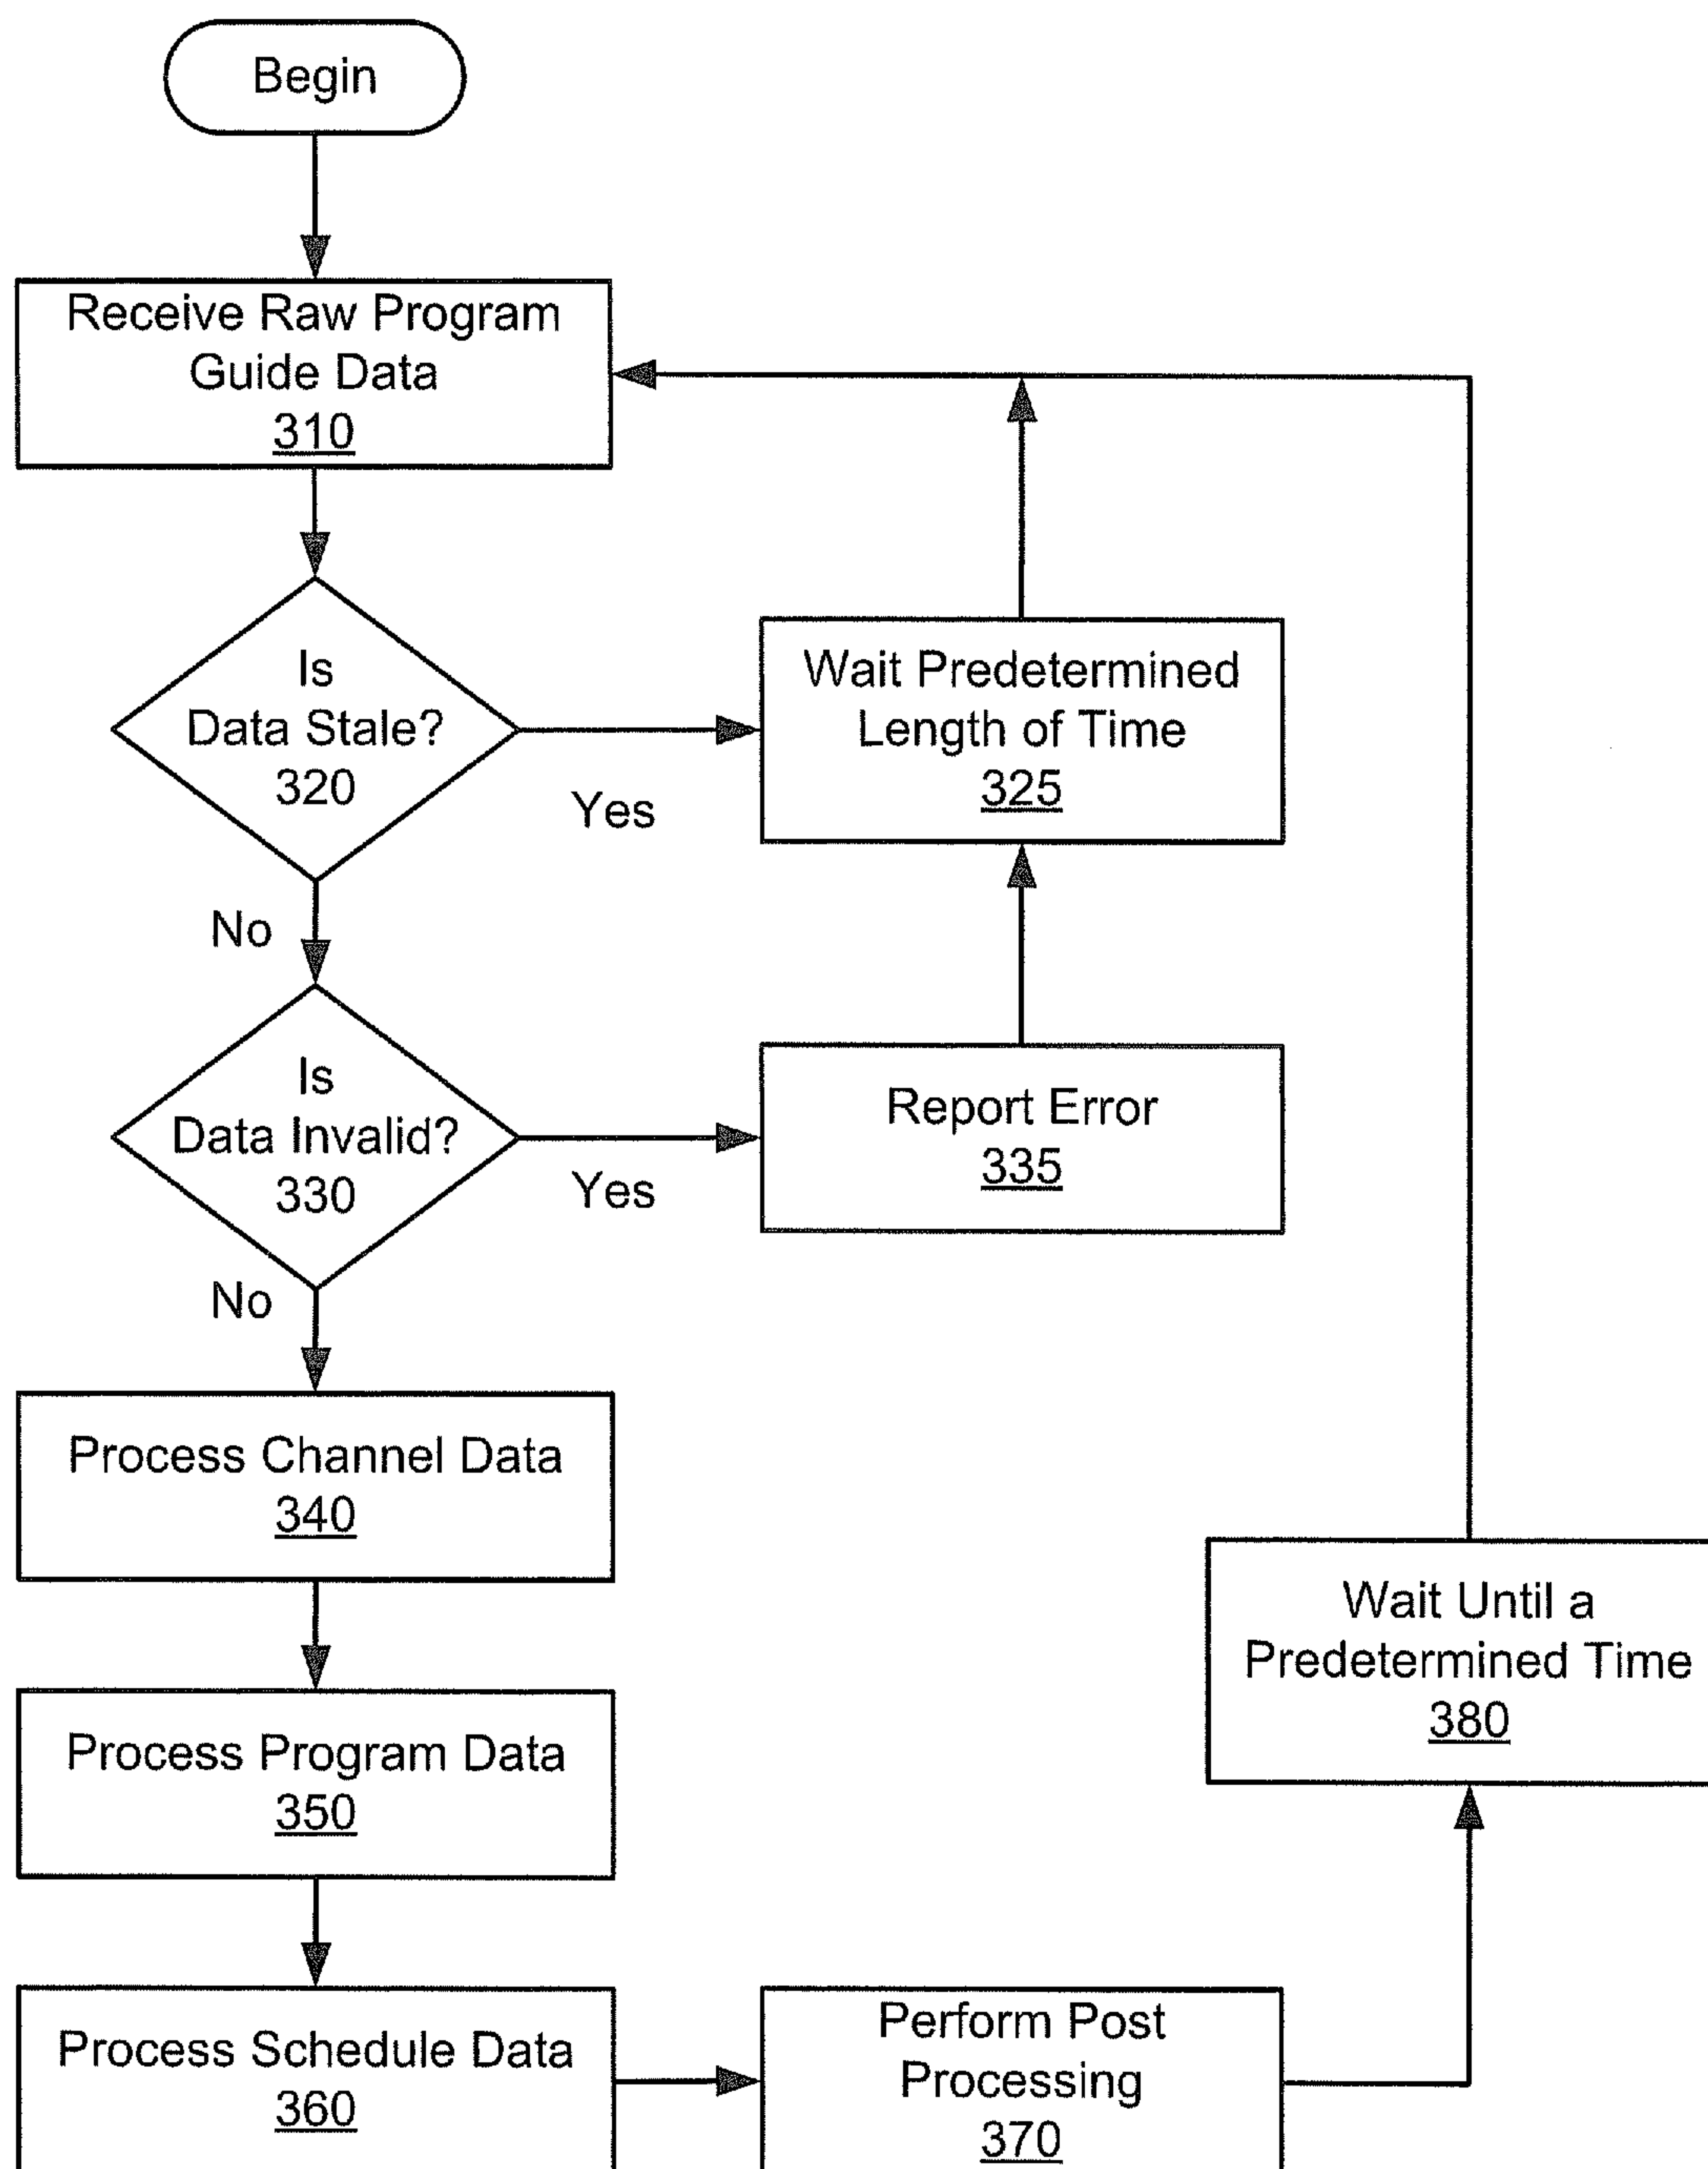 Begin
Receive Raw Program
Guide Data
310
Is
Data Stale?
320
Yes
Wait Predetermined
Length of Time
325
No
Is
Data Invalid?
330
Yes
Report Error
335
No
Process Channel Data
340
Process Program Data
350
Process Schedule Data
360
Perform Post
Processing
370
Wait Until a
Predetermined Time
380